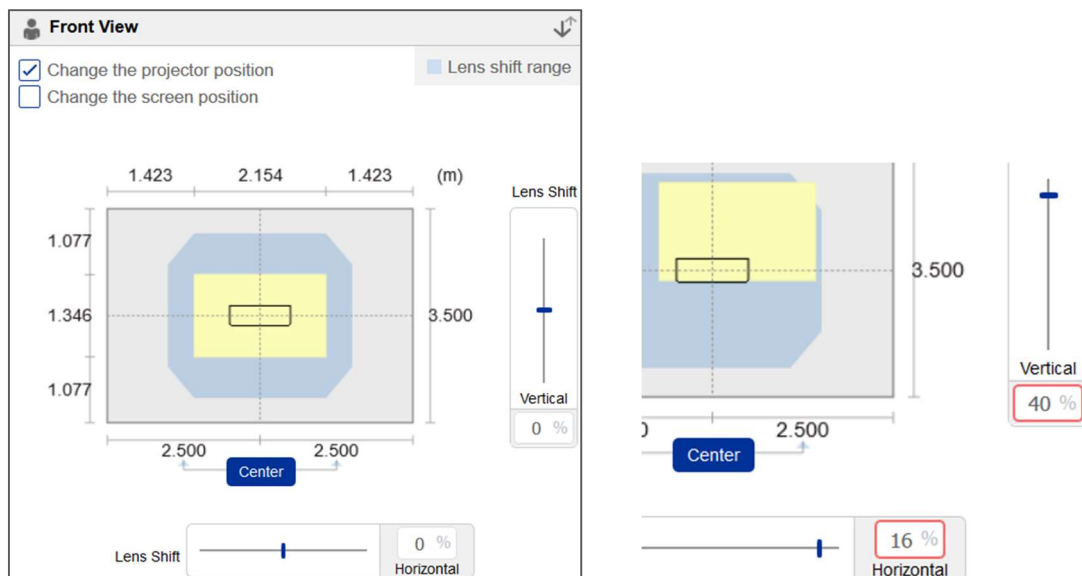 Front View
Change the projector position
Lens shift range
Change the screen position
1.423 2.154 1.423 (m)
Lens Shift
1.077
1.346 3.500
1.077
Vertical
0 %
2.500 2.500
Center
Lens Shift
0 %
Horizontal
3.500
Vertical
40 %
2.500
Center
16 %
Horizontal